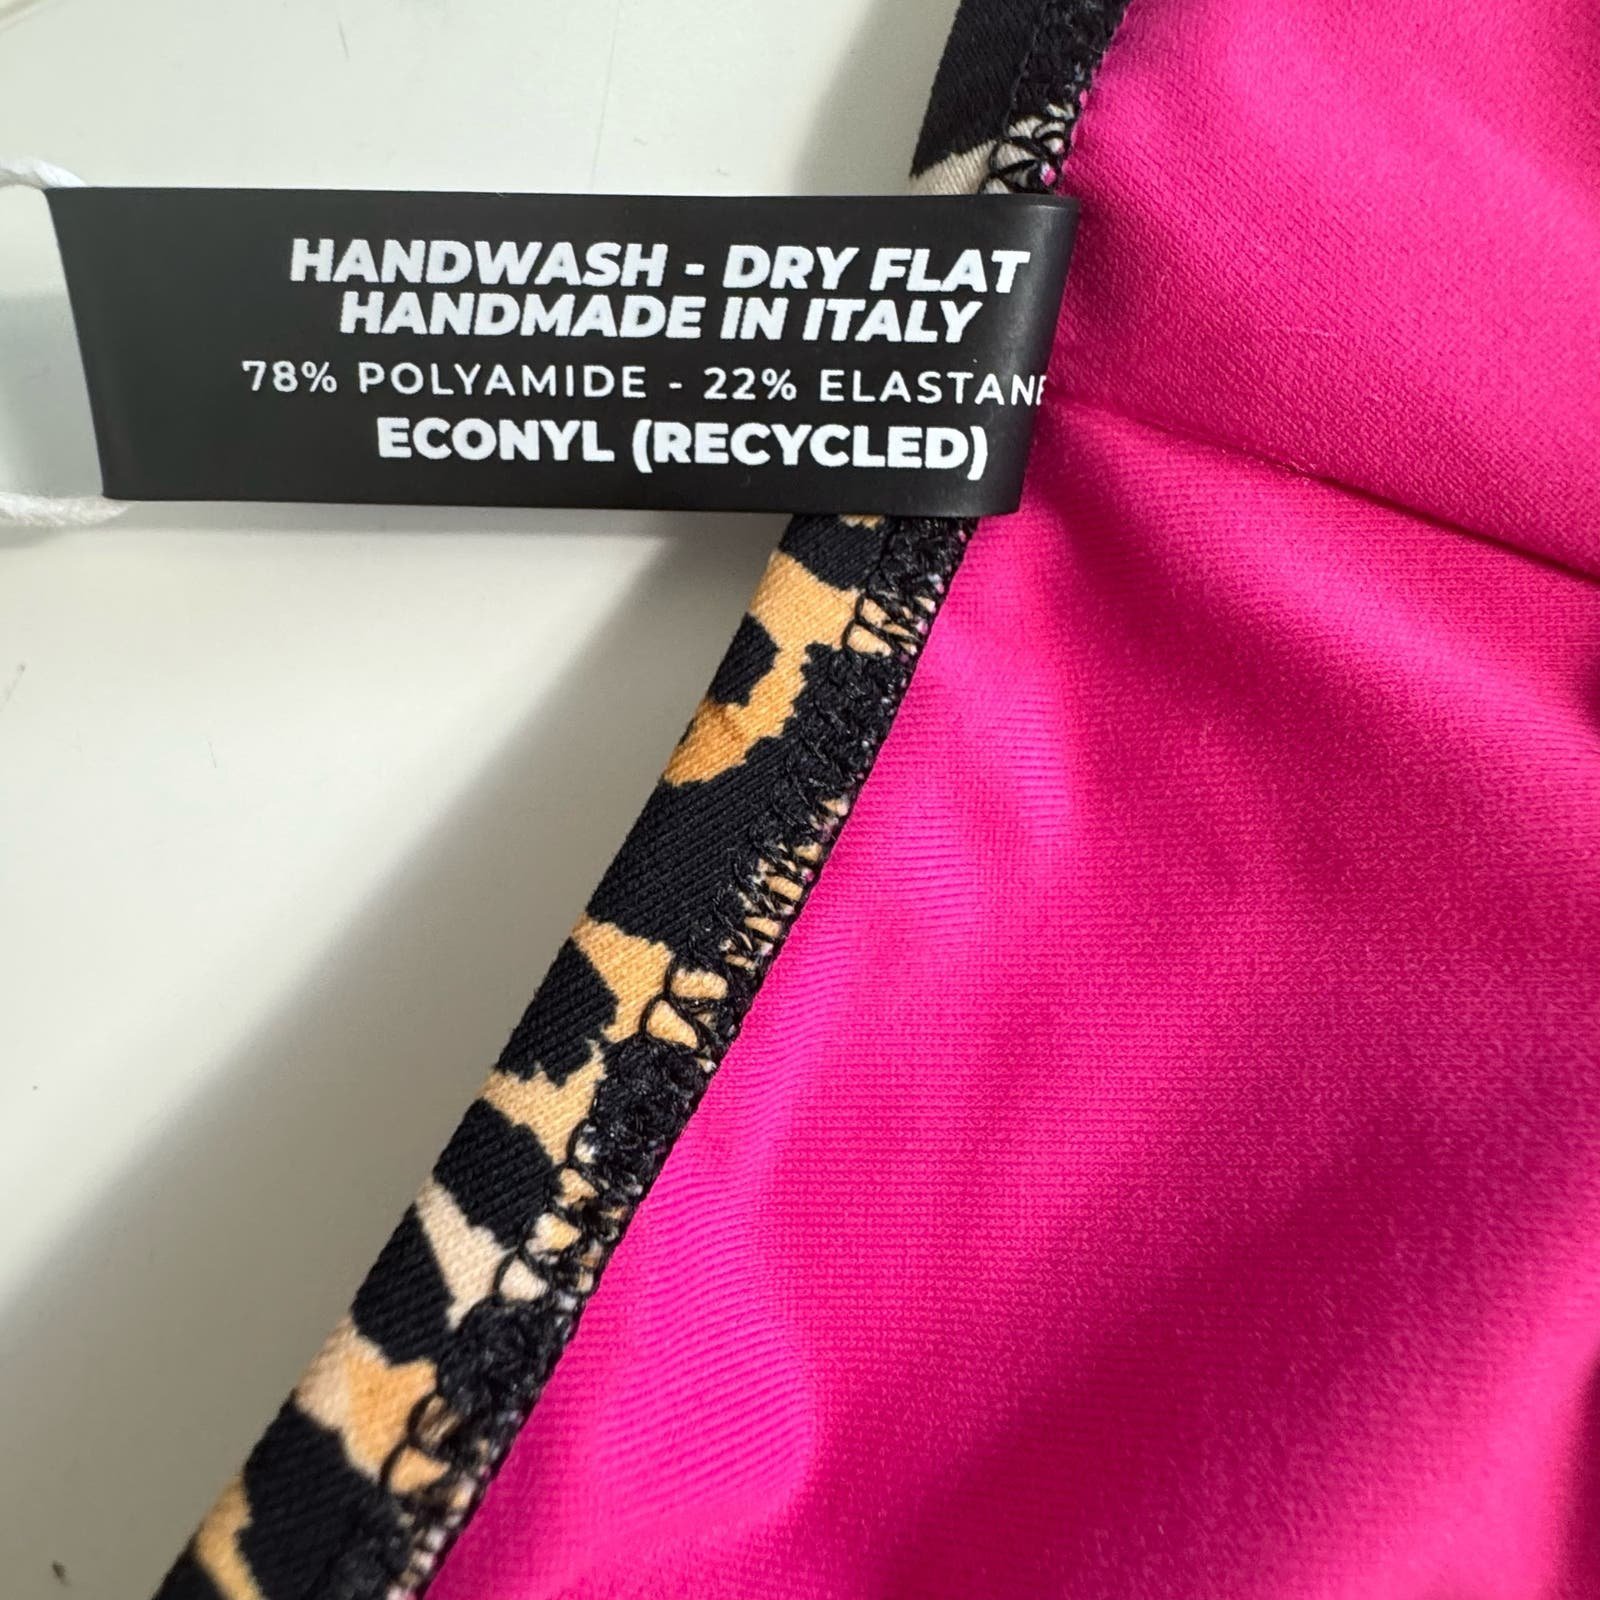 HANDWASH - DRY FLAT
HANDMADE IN ITALY
78% POLYAMIDE - 22% ELASTANE
ECONYL (RECYCLED)